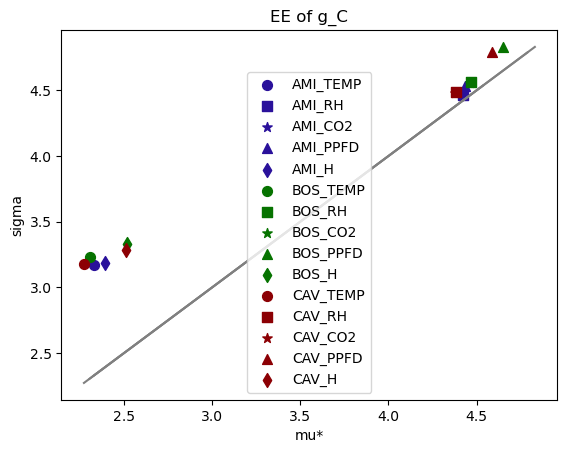 EE of g_C
sigma
4.5
4.0
3.5
3.0
2.5
AMI_TEMP
AMI_RH
AMI_CO2
AMI_PPFD
AMI_H
BOS_TEMP
BOS_RH
BOS_CO2
BOS_PPFD
BOS_H
CAV_TEMP
CAV_RH
CAV_CO2
CAV_PPFD
CAV_H
2.5 3.0 3.5 4.0 4.5
mu*